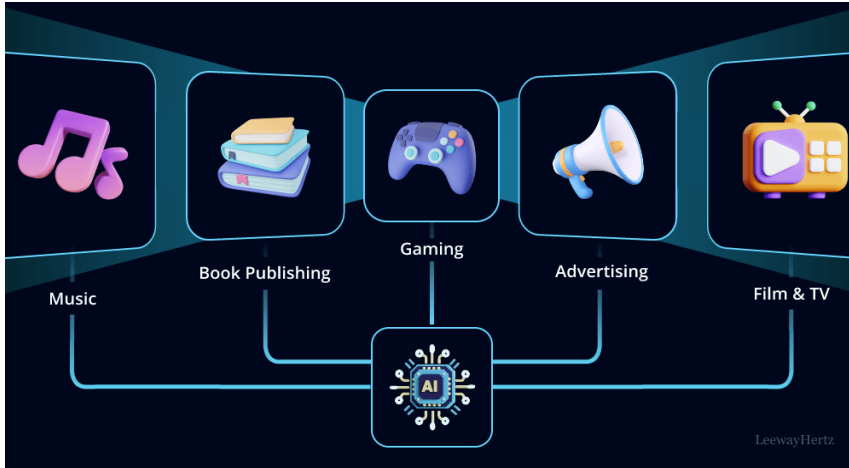 Gaming
Book Publishing
Advertising
Music
Film & TV
AI
LeewayHertz